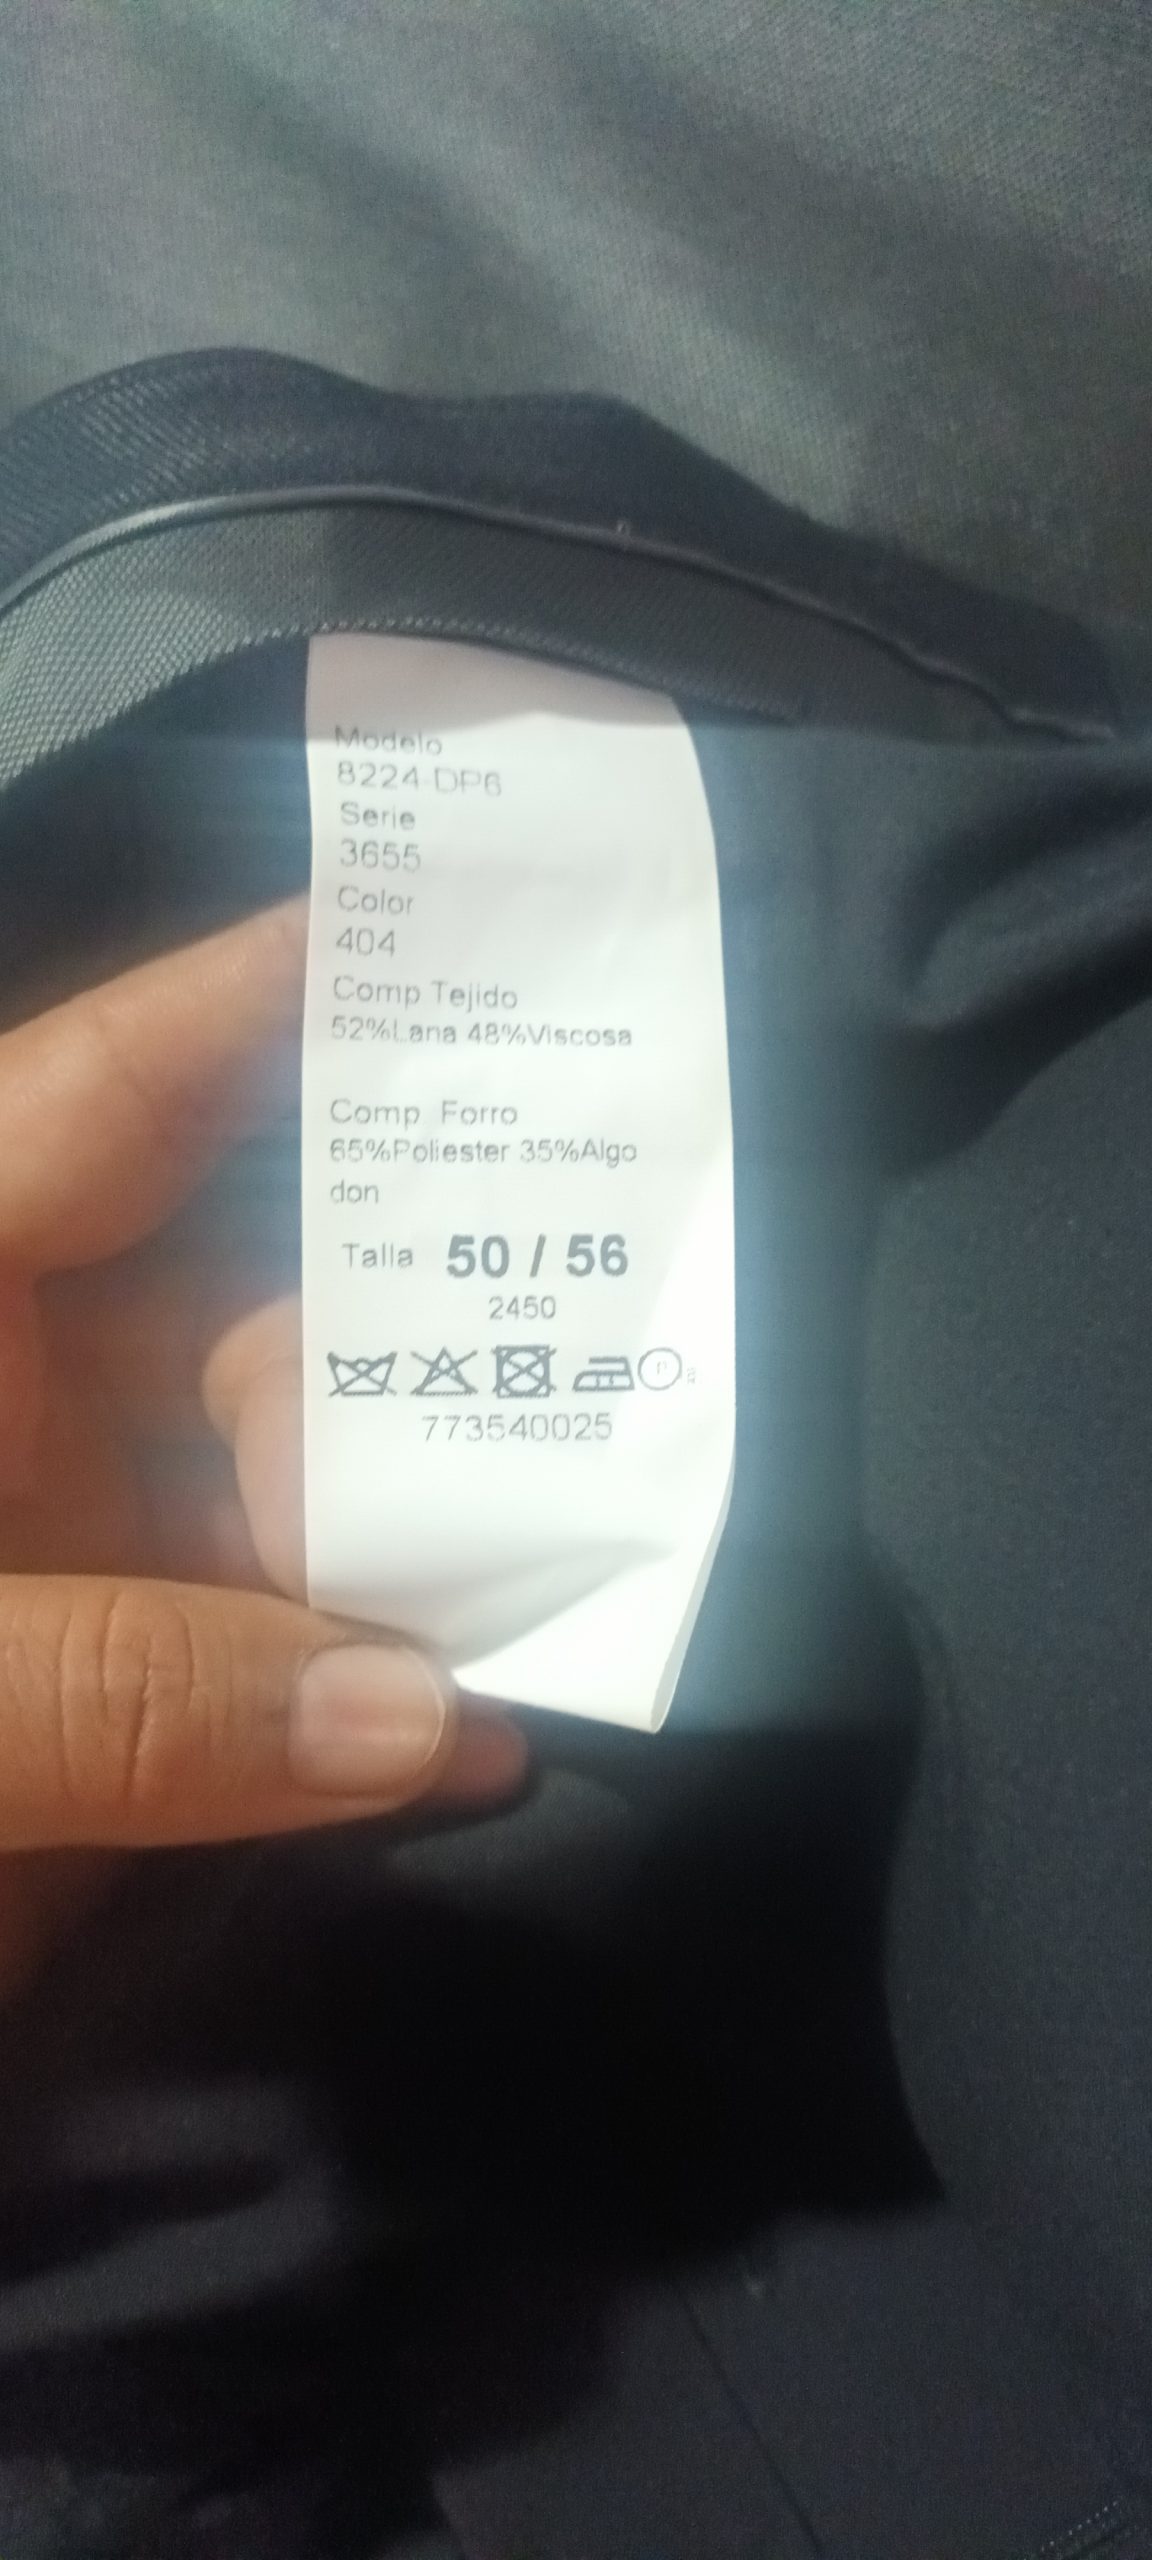 Modelo
8224-DP6
Serie
3655
Color
404
Comp Tejido
52%Lana 48%Viscosa
Comp. Forro
65%Poliester 35%Algo
don
Talla 50 / 56
2450
P
773540025